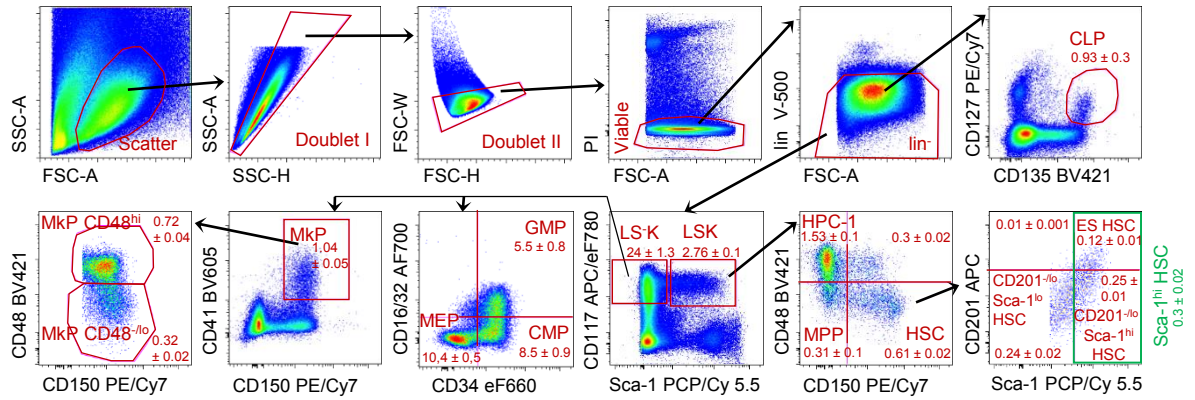 SSC-A
Scatter
FSC-A
SSC-A
Doublet I
SSC-H
FSC-W
Doublet II
FSC-H
PI
Viable
FSC-A
lin V-500
lin-
FSC-A
CD127 PE/Cy7
CLP
0.93 ± 0.3
CD135 BV421
CD48 BV421
MkP CD48hi
0.72
± 0.04
MkP CD48-/lo
0.32
± 0.02
CD150 PE/Cy7
CD41 BV605
MkP
1.04
± 0.05
CD150 PE/Cy7
CD16/32 AF700
GMP
5.5 ± 0.8
MEP
10,4 ± 0,5
CMP
8.5 ± 0.9
CD34 eF660
CD117 APC/eF780
LS-K
24 ± 1.3
LSK
2.76 ± 0.1
Sca-1 PCP/Cy 5.5
CD48 BV421
HPC-1
1.53 ± 0.1
0.3 ± 0.02
MPP
0.31 ± 0.1
HSC
0.61 ± 0.02
CD150 PE/Cy7
CD201 APC
0.01 ± 0.001
ES HSC
0.12 ± 0.01
CD201-/lo
Sca-1lo
HSC
0.24 ± 0.02
0.25 ±
0.01
CD201-/lo
Sca-1hi
HSC
Sca-1 PCP/Cy 5.5
Sca-1hi HSC
0.3 ± 0.02